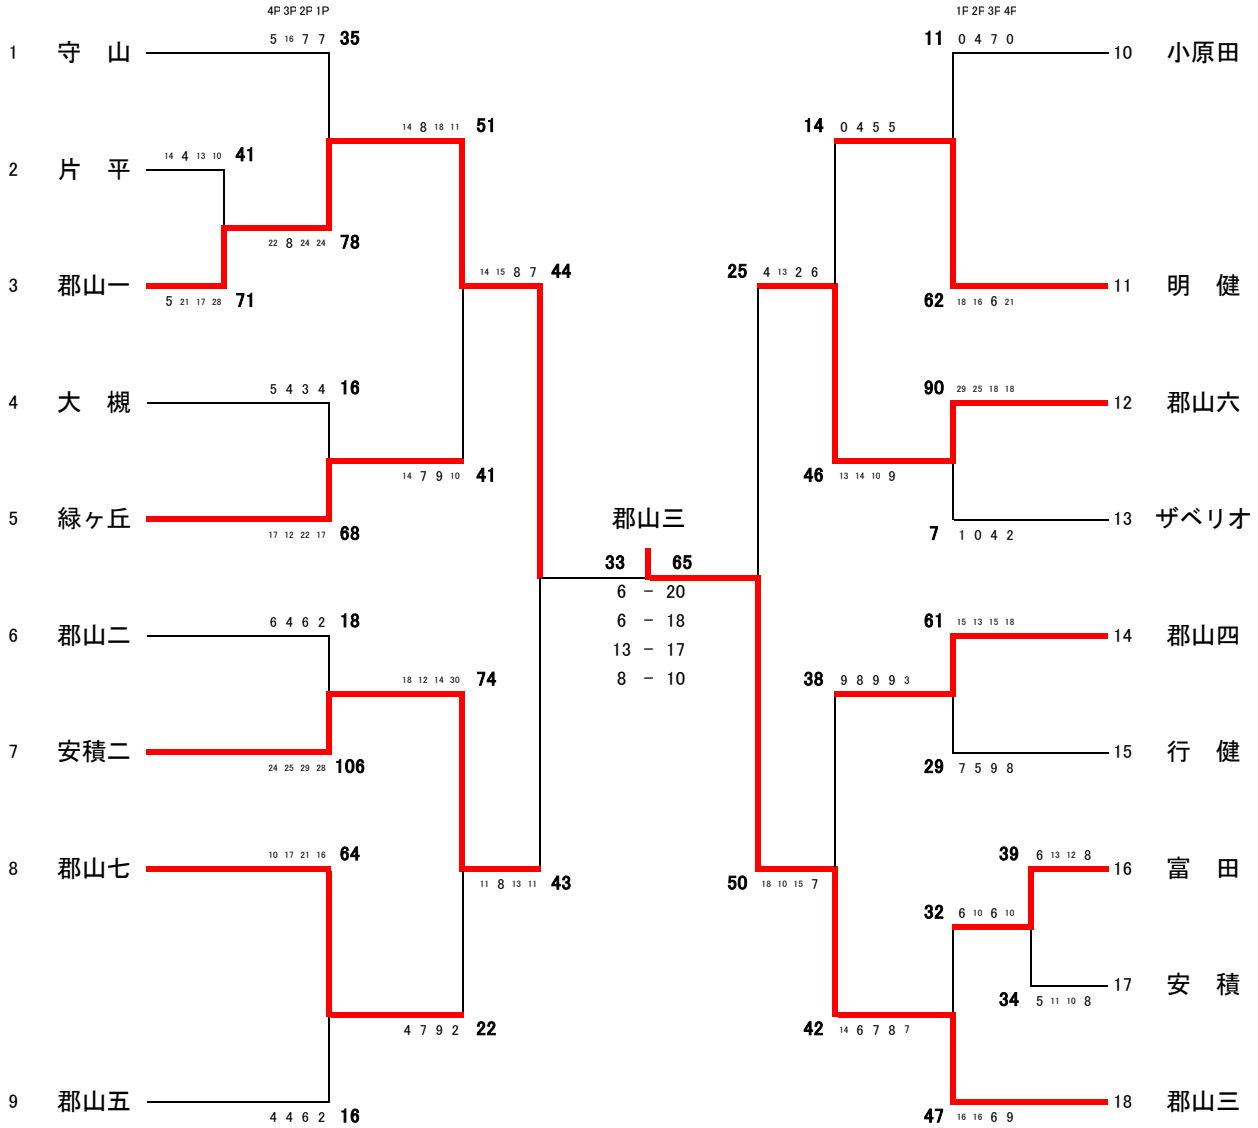 4P 3P 2P 1P
1P 2P 3P 4P
1 守　山 5 16 7 7 35
11 0 4 7 0 10 小原田
14 8 18 11 51
14 0 4 5 5
2 片　平 14 4 13 10 41
22 8 24 24 78
3 郡山一 5 21 17 28 71
14 15 8 7 44
25 4 13 2 6
62 18 16 6 21 11 明　健
4 大　槻 5 4 3 4 16
90 29 25 18 18 12 郡山六
14 7 9 10 41
46 13 14 10 9
5 緑ヶ丘 17 12 22 17 68
7 1 0 4 2 13 ザベリオ
郡山三
33 65
6 － 20
6 － 18
13 － 17
8 － 10
6 郡山二 6 4 6 2 18
61 15 13 15 18 14 郡山四
18 12 14 30 74
38 9 8 9 9 3
7 安積二 24 25 29 28 106
29 7 5 9 8 15 行　健
8 郡山七 10 17 21 16 64
39 6 13 12 8 16 富　田
11 8 13 11 43
50 18 10 15 7
32 6 10 6 10
34 5 11 10 8 17 安　積
4 7 9 2 22
42 14 6 7 8 7
9 郡山五 4 4 6 2 16
47 16 16 6 9 18 郡山三